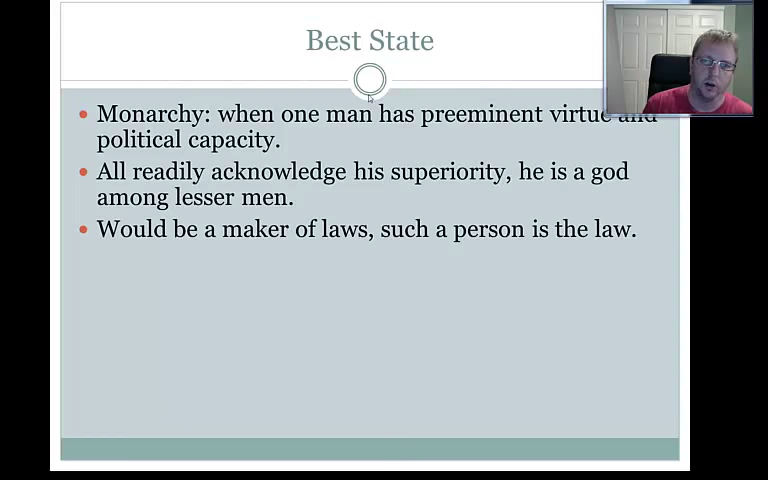 Best State
Monarchy: when one man has preeminent virtue and
political capacity.
All readily acknowledge his superiority, he is a god
among lesser men.
Would be a maker of laws, such a person is the law.